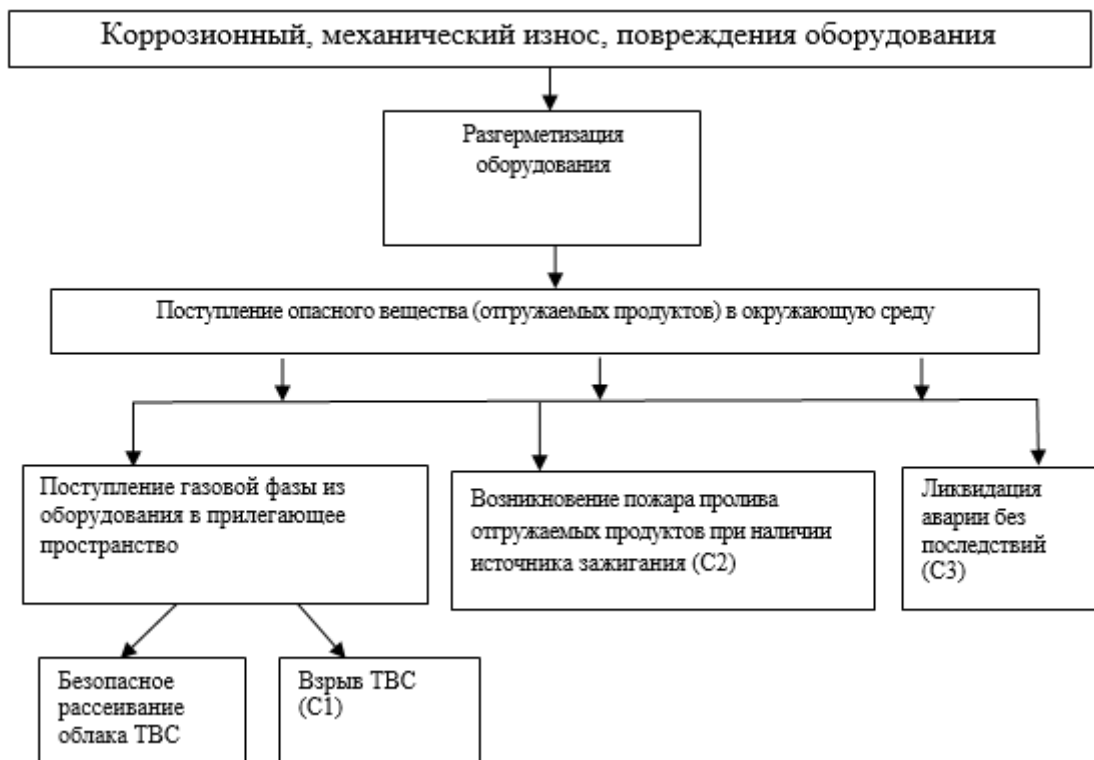 Коррозионный, механический износ, повреждения оборудования
Разгерметизация
оборудования
Поступление опасного вещества (отгружаемых продуктов) в окружающую среду
Поступление газовой фазы из
оборудования в прилегающее
пространство
Возникновение пожара пролива
отгружаемых продуктов при наличии
источника зажигания (С2)
Ликвидация
аварии без
последствий
(С3)
Безопасное
рассеивание
облака ТВС
Взрыв ТВС
(С1)